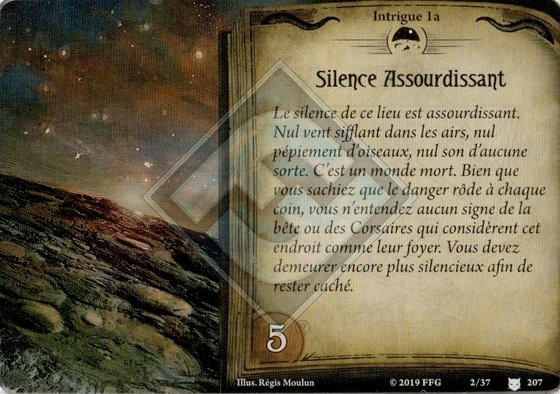 Intrigue 1a
Silence Assourdissant
Le silence de ce lieu est assourdissant.
Nul vent sifflant dans les airs, nul
pépiement d'oiseaux, nul son d'aucune
sorte. C'est un monde mort. Bien que
vous sachiez que le danger rôde à chaque
coin, vous n'entendez aucun signe de la
bête ou des Corsaires qui considèrent cet
endroit comme leur foyer. Vous devez
demeurer encore plus silencieux afin de
rester caché.
5
Illus. Régis Moulun
© 2019 FFG 2/37 207